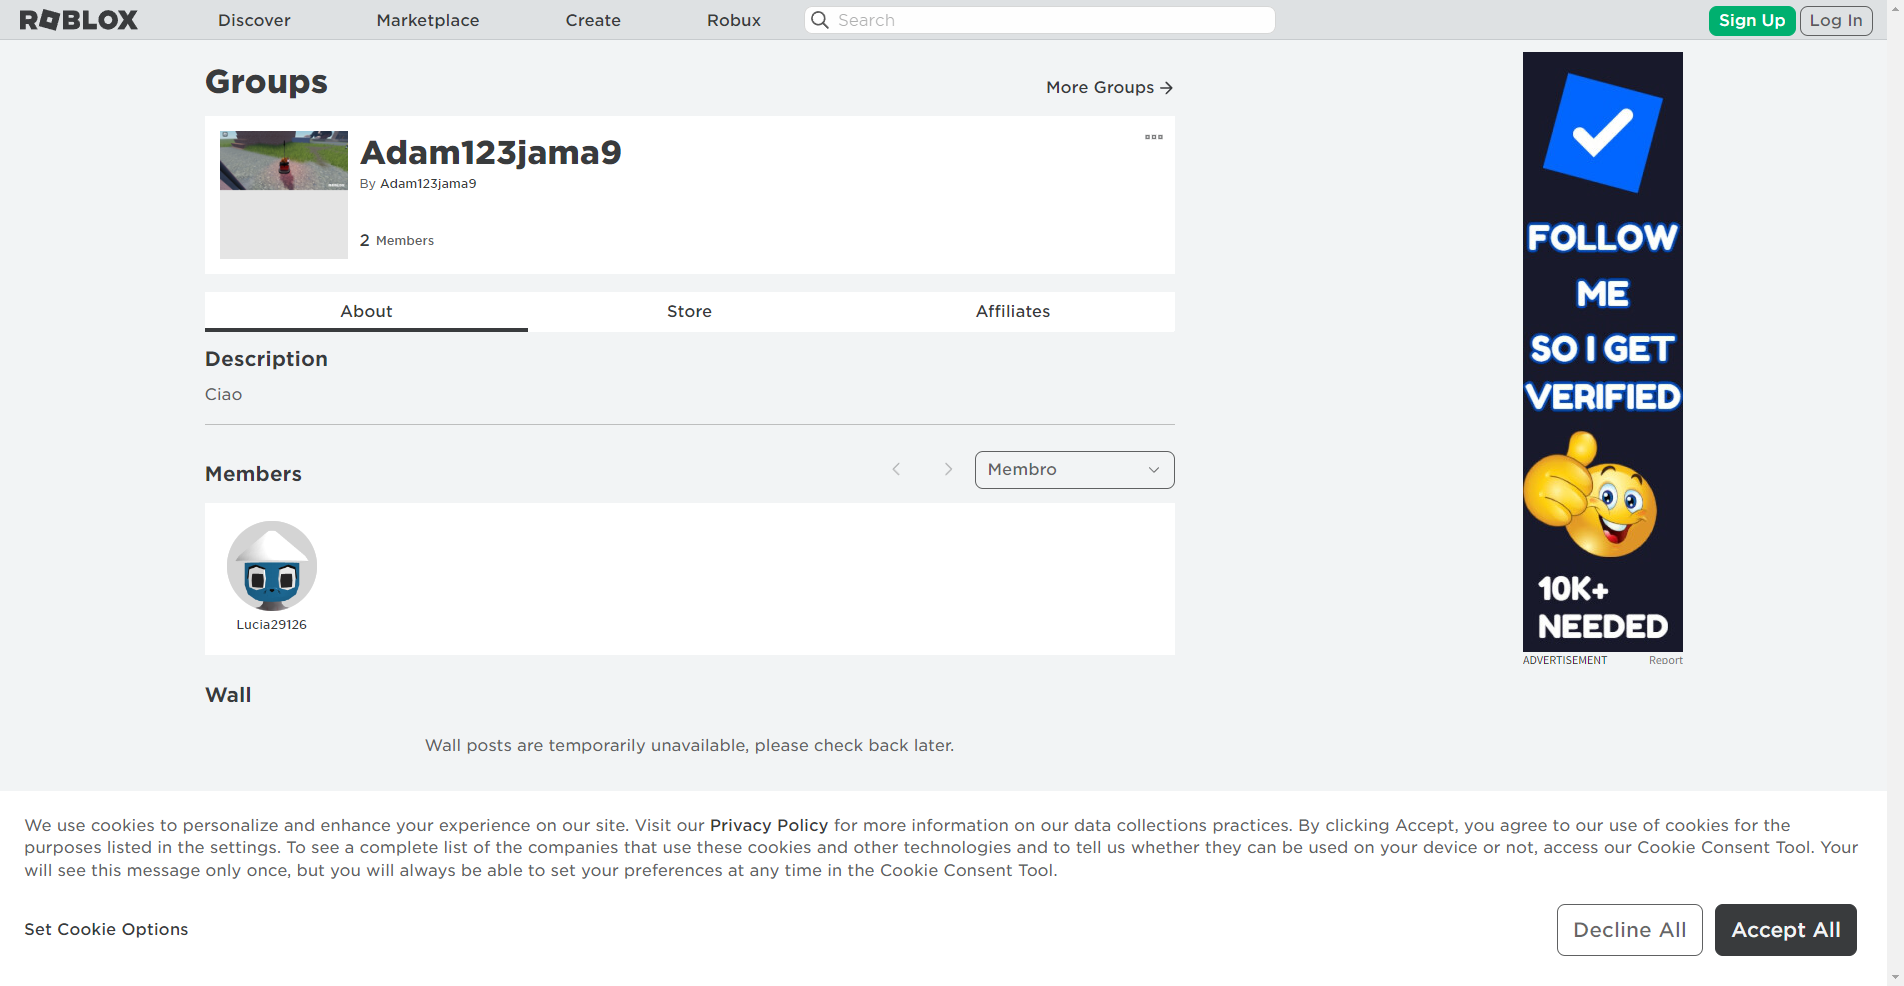 ROBLOX
Discover
Marketplace
Create
Robux
Search
Sign Up
Log In
Groups
More Groups
Adam123jama9
By Adam123jama9
2 Members
About
Store
Affiliates
Description
Ciao
Members
Membro
Lucia29126
Wall
Wall posts are temporarily unavailable, please check back later.
FOLLOW
ME
SO I GET
VERIFIED
10K+
NEEDED
ADVERTISEMENT
Report
We use cookies to personalize and enhance your experience on our site. Visit our Privacy Policy for more information on our data collections practices. By clicking Accept, you agree to our use of cookies for the
purposes listed in the settings. To see a complete list of the companies that use these cookies and other technologies and to tell us whether they can be used on your device or not, access our Cookie Consent Tool. Your
will see this message only once, but you will always be able to set your preferences at any time in the Cookie Consent Tool.
Set Cookie Options
Decline All
Accept All